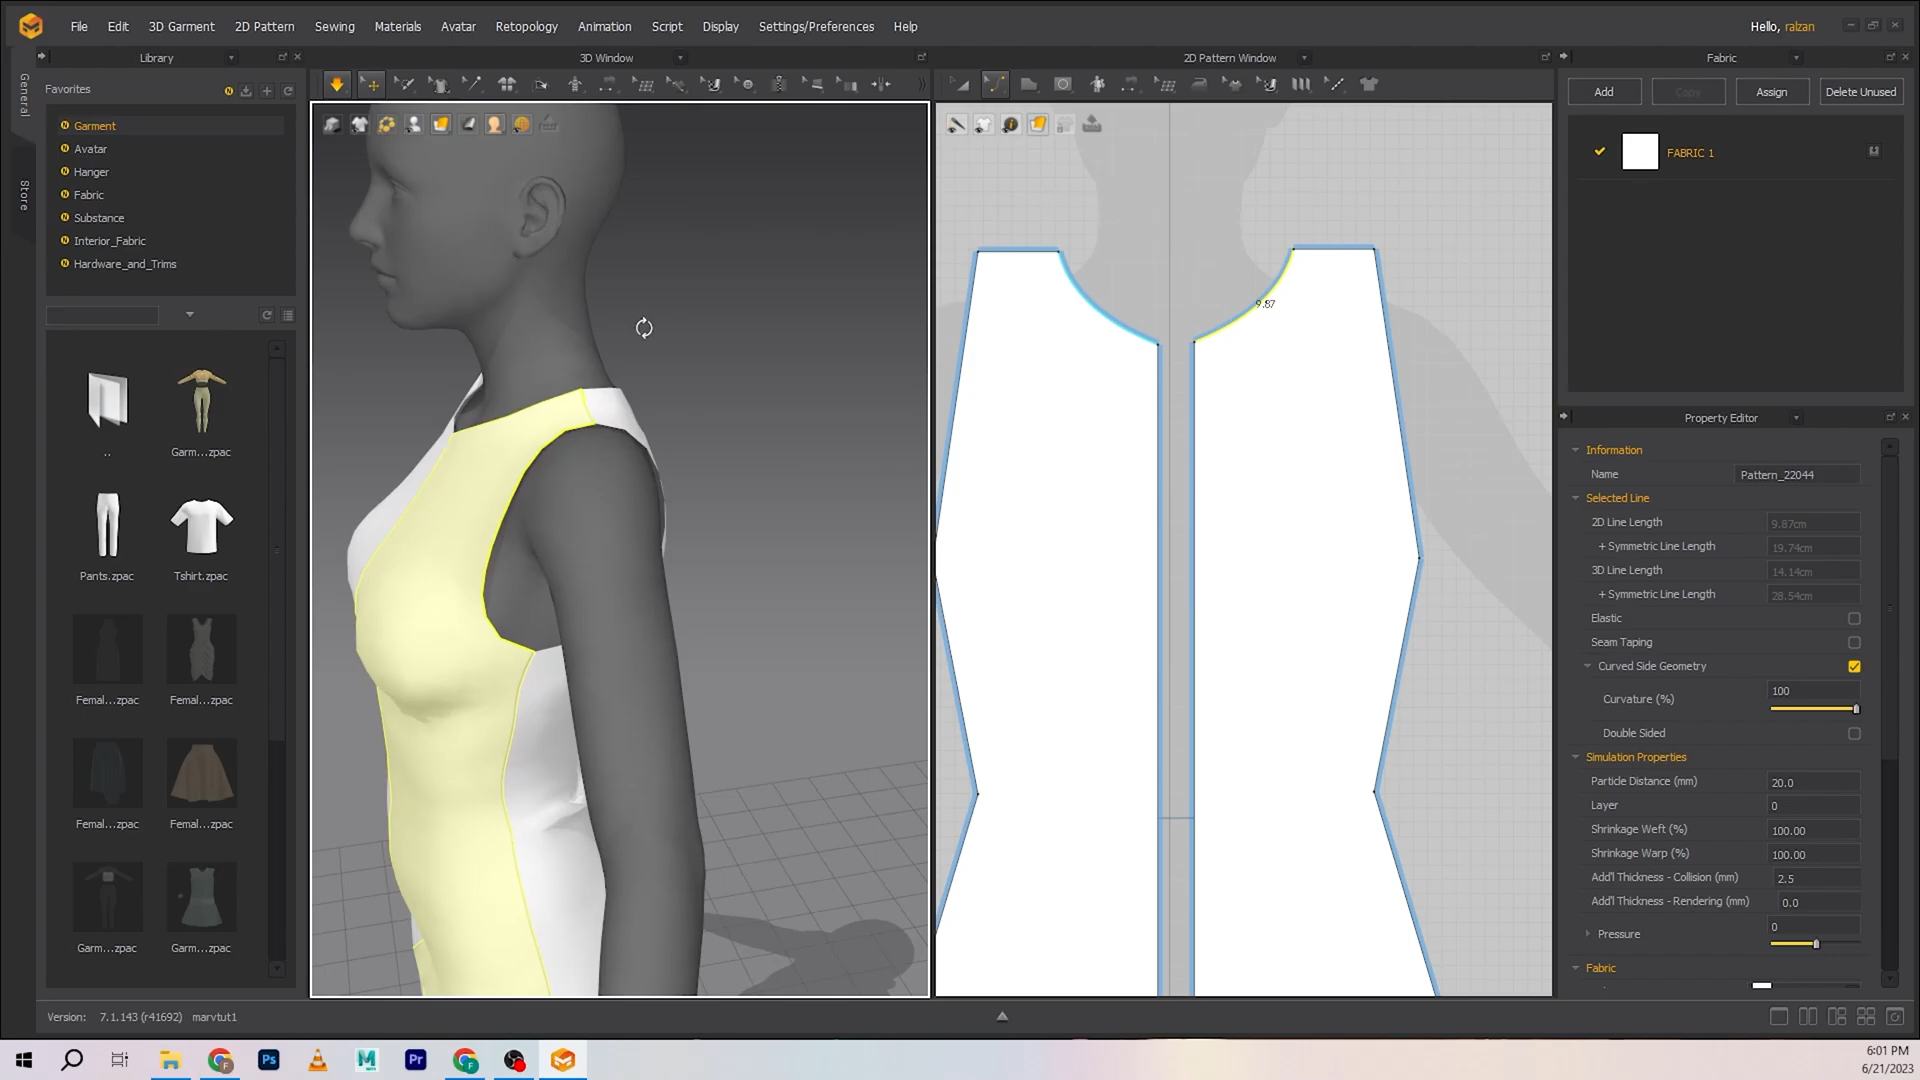 File Edit 3D Garment 2D Pattern Sewing Materials Avatar Retopology Animation Script Display Settings/Preferences Help
Hello, ralzan
Library
3D Window
2D Pattern Window
Fabric
General
Store
Favorites
Garment
Avatar
Hanger
Fabric
Substance
Interior_Fabric
Hardware_and_Trims
..
Garm...zpac
Pants.zpac
Tshirt.zpac
Femal...zpac
Femal...zpac
Femal...zpac
Femal...zpac
Garm...zpac
Garm...zpac
9.87
Add
Copy
Assign
Delete Unused
FABRIC 1
Property Editor
Information
Name Pattern_22044
Selected Line
2D Line Length 9.87cm
+ Symmetric Line Length 19.74cm
3D Line Length 14.14cm
+ Symmetric Line Length 28.54cm
Elastic
Seam Taping
Curved Side Geometry
Curvature (%) 100
Double Sided
Simulation Properties
Particle Distance (mm) 20.0
Layer 0
Shrinkage Weft (%) 100.00
Shrinkage Warp (%) 100.00
Add'l Thickness - Collision (mm) 2.5
Add'l Thickness - Rendering (mm) 0.0
Pressure 0
Fabric
Version: 7.1.143 (r41692) marvtut1
Ps
M
Pr
6:01 PM
6/21/2023